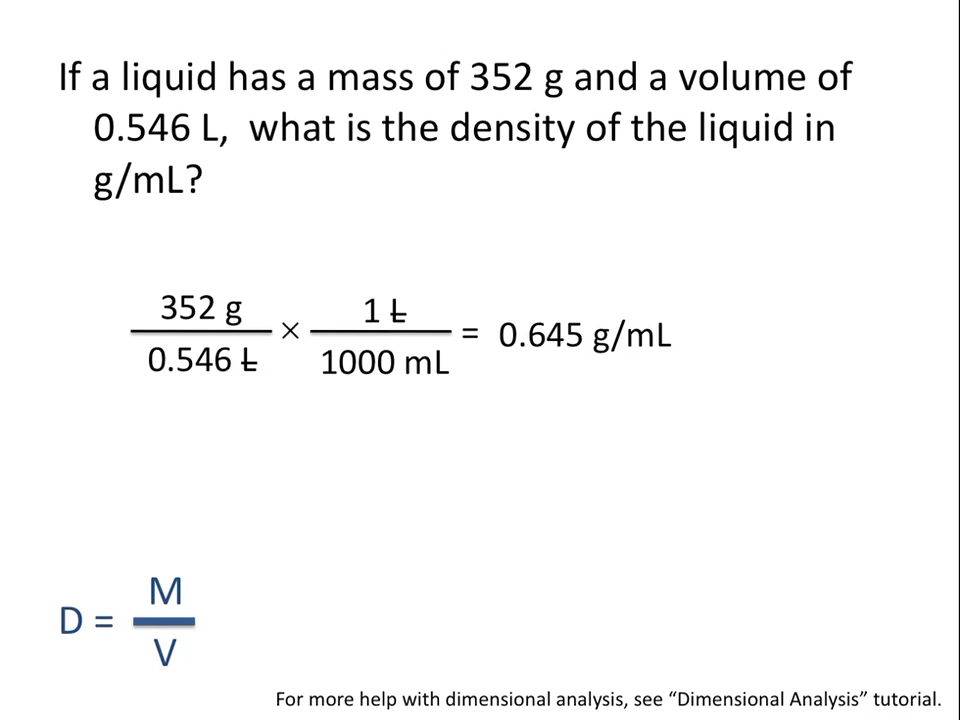 If a liquid has a mass of 352 g and a volume of
0.546 L, what is the density of the liquid in
g/mL?
352 g
0.546 L
×
1 L
1000 mL
= 0.645 g/mL
D =
M
V
For more help with dimensional analysis, see “Dimensional Analysis” tutorial.